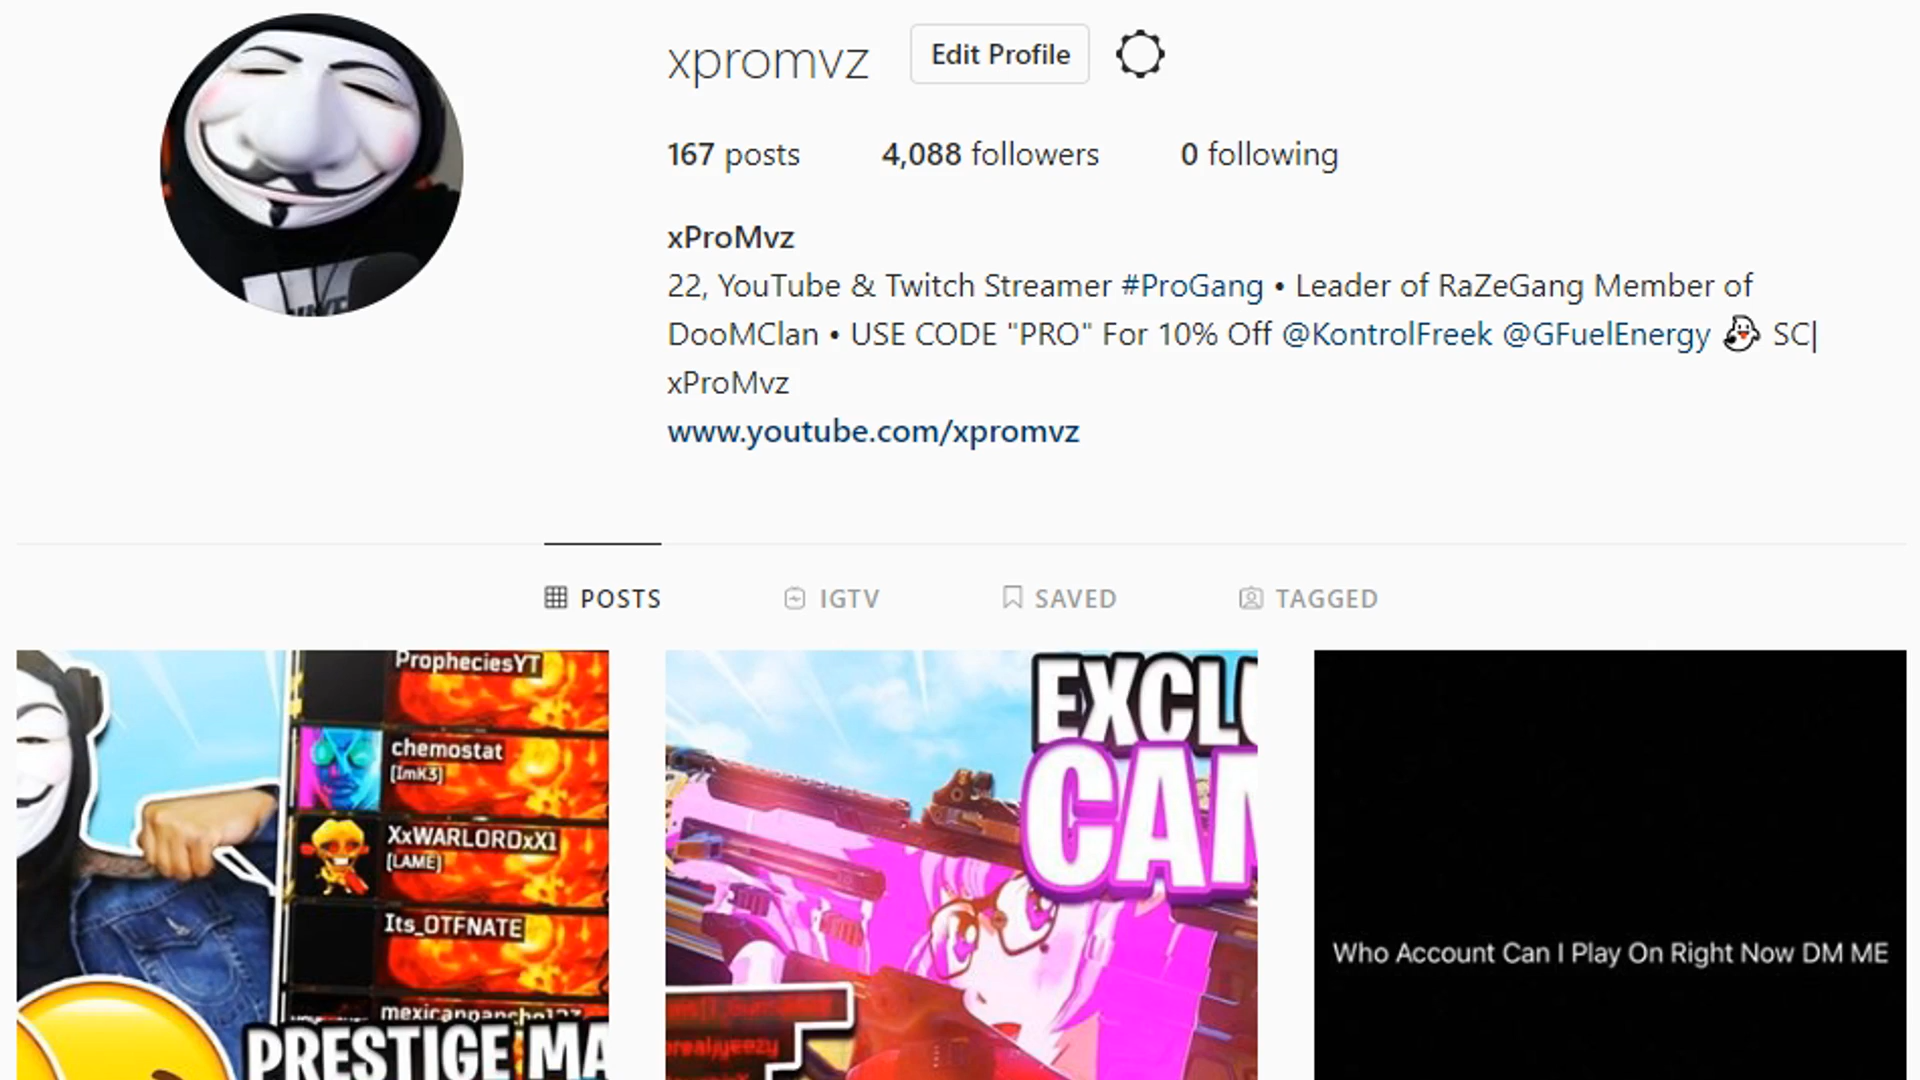 xpromvz
Edit Profile
167 posts
4,088 followers
0 following
xProMvz
22, YouTube & Twitch Streamer #ProGang • Leader of RaZeGang Member of
DooMClan • USE CODE "PRO" For 10% Off @KontrolFreek @GFuelEnergy 👻 SC|
xProMvz
www.youtube.com/xpromvz
POSTS
IGTV
SAVED
TAGGED
PropheciesYT
chemostat
[ImK3]
XxWARLORDxX1
[LAME]
Its_OTFNATE
PRESTIGE MA
EXCLU
CAM
Who Account Can I Play On Right Now DM ME